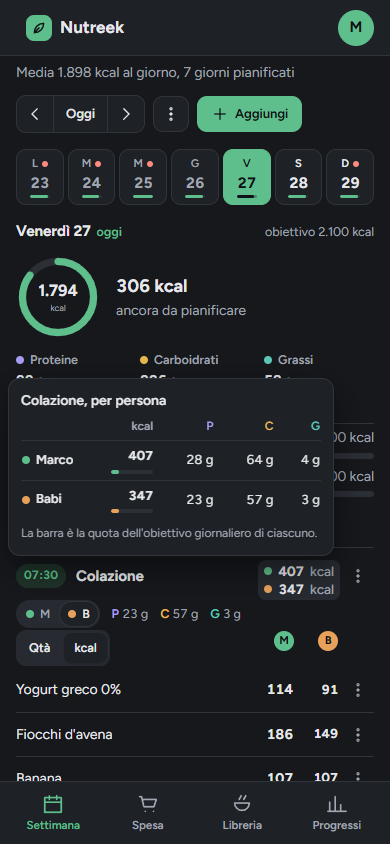 Nutreek
M
Media 1.898 kcal al giorno, 7 giorni pianificati
Oggi
Aggiungi
L M M G V S D
23 24 25 26 27 28 29
Venerdì 27 oggi obiettivo 2.100 kcal
1.794
kcal
306 kcal
ancora da pianificare
Proteine Carboidrati Grassi
Colazione, per persona
kcal P C G
Marco 407 28 g 64 g 4 g
Babi 347 23 g 57 g 3 g
La barra è la quota dell'obiettivo giornaliero di ciascuno.
07:30 Colazione
407 kcal
347 kcal
M B P 23 g C 57 g G 3 g
Qtà kcal M B
Yogurt greco 0% 114 91
Fiocchi d'avena 186 149
Banana 107 107
Settimana Spesa Libreria Progressi